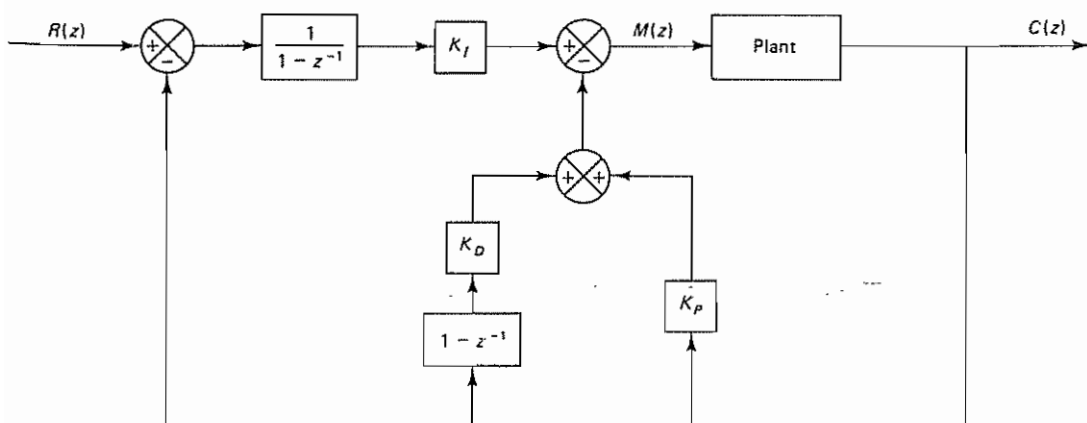 R(z)
+
−
1
1 − z⁻¹
K_I
+
−
M(z)
Plant
C(z)
+ +
K_D
K_P
1 − z⁻¹